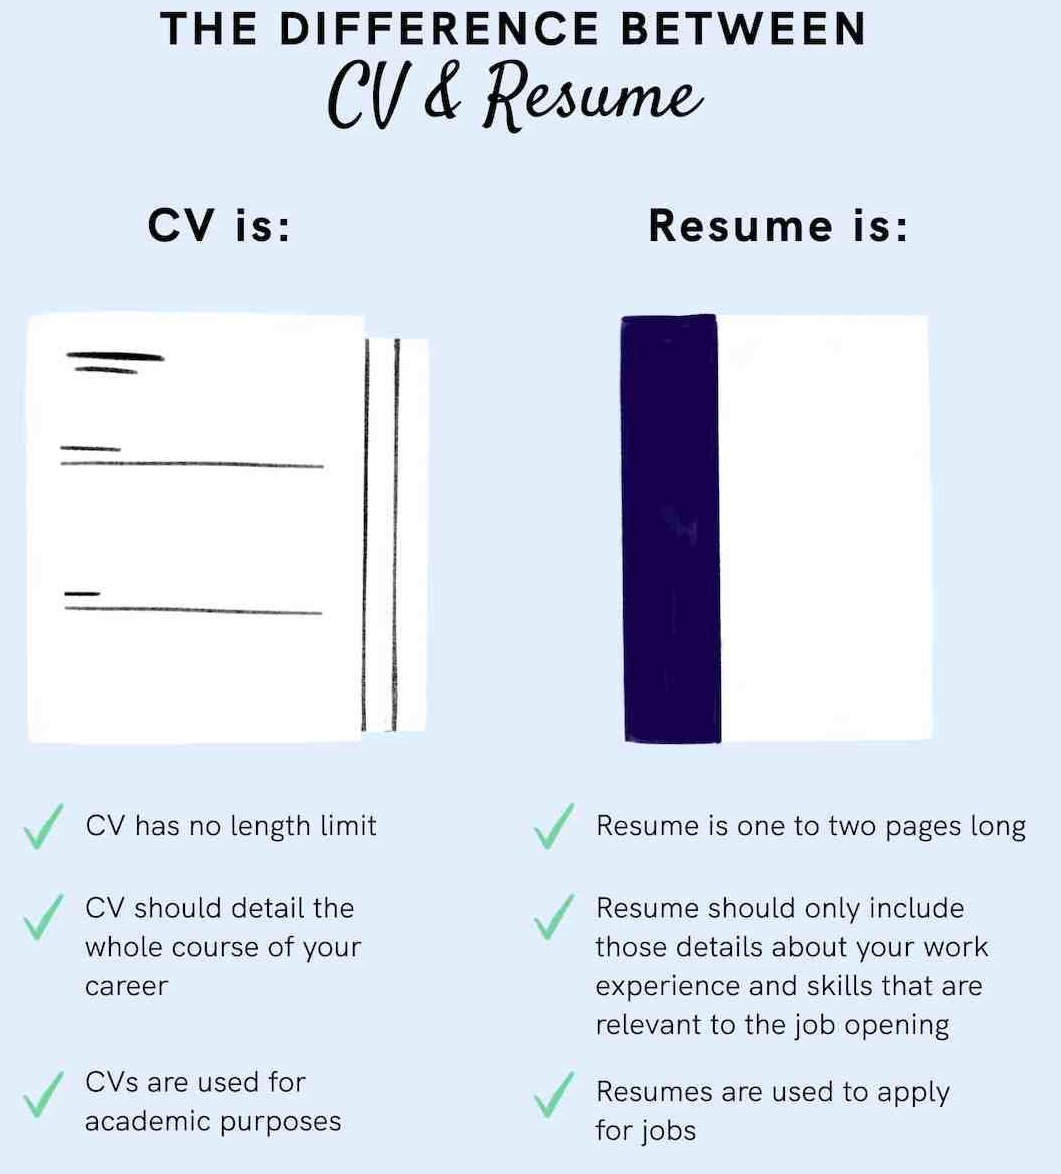 THE DIFFERENCE BETWEEN
CV & Resume
CV is:
CV has no length limit
CV should detail the
whole course of your
career
CVs are used for
academic purposes
Resume is:
Resume is one to two pages long
Resume should only include
those details about your work
experience and skills that are
relevant to the job opening
Resumes are used to apply
for jobs